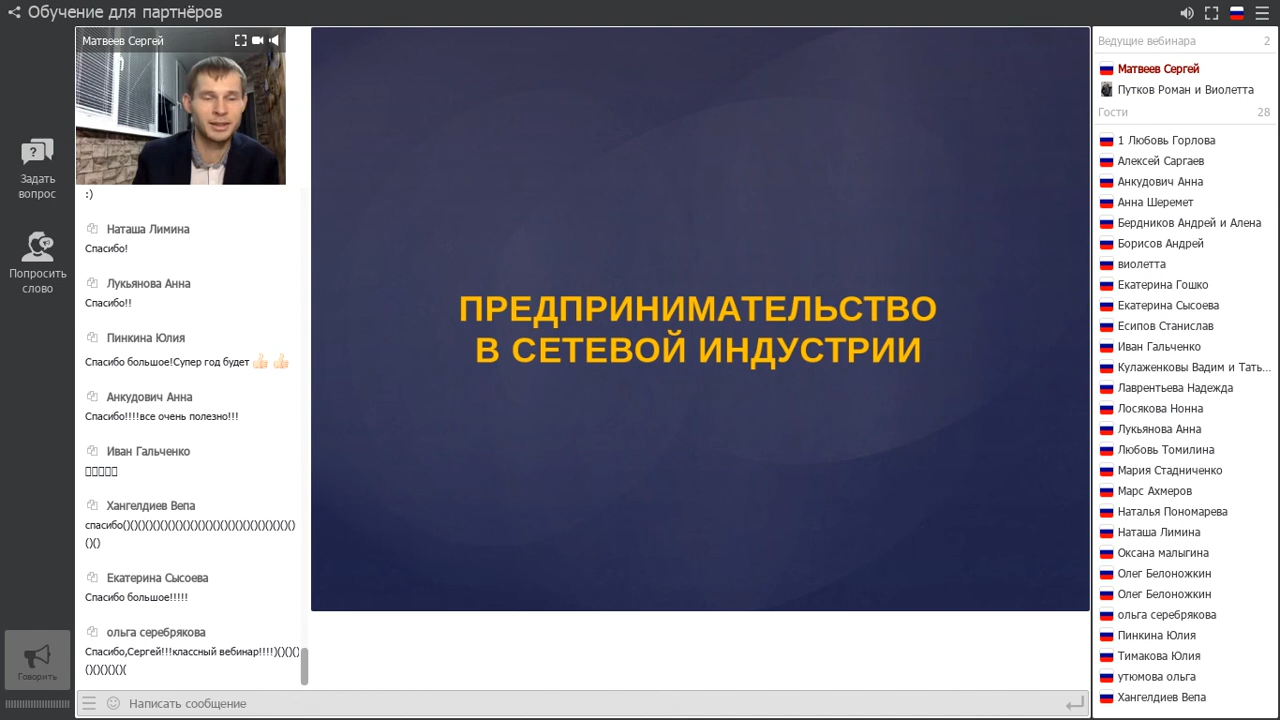 Обучение для партнёров
Матвеев Сергей
Задать
вопрос
Попросить
слово
Говорить
:)
Наташа Лимина
Спасибо!
Лукьянова Анна
Спасибо!!
Пинкина Юлия
Спасибо большое!Супер год будет
Анкудович Анна
Спасибо!!!!все очень полезно!!!
Иван Гальченко
Хангелдиев Вепа
спасибо()()()()()()()()()()()()()()()()()()()()()()()
()()
Екатерина Сысоева
Спасибо большое!!!!!
ольга серебрякова
Спасибо,Сергей!!!классный вебинар!!!!)()()()
()()()()()(
Написать сообщение
ПРЕДПРИНИМАТЕЛЬСТВО
В СЕТЕВОЙ ИНДУСТРИИ
Ведущие вебинара 2
Матвеев Сергей
Путков Роман и Виолетта
Гости 28
1 Любовь Горлова
Алексей Саргаев
Анкудович Анна
Анна Шеремет
Бердников Андрей и Алена
Борисов Андрей
виолетта
Екатерина Гошко
Екатерина Сысоева
Есипов Станислав
Иван Гальченко
Кулаженковы Вадим и Тать...
Лаврентьева Надежда
Лосякова Нонна
Лукьянова Анна
Любовь Томилина
Мария Стадниченко
Марс Ахмеров
Наталья Пономарева
Наташа Лимина
Оксана малыгина
Олег Белоножкин
Олег Белоножкин
ольга серебрякова
Пинкина Юлия
Тимакова Юлия
утюмова ольга
Хангелдиев Вепа